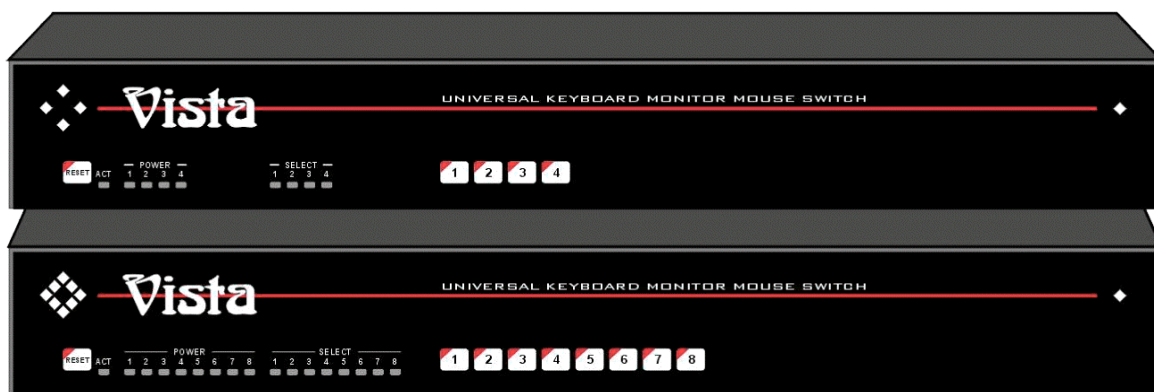 Vista
UNIVERSAL KEYBOARD MONITOR MOUSE SWITCH
POWER SELECT
RESET ACT 1 2 3 4 1 2 3 4 1 2 3 4
Vista
UNIVERSAL KEYBOARD MONITOR MOUSE SWITCH
POWER SELECT
RESET ACT 1 2 3 4 5 6 7 8 1 2 3 4 5 6 7 8 1 2 3 4 5 6 7 8